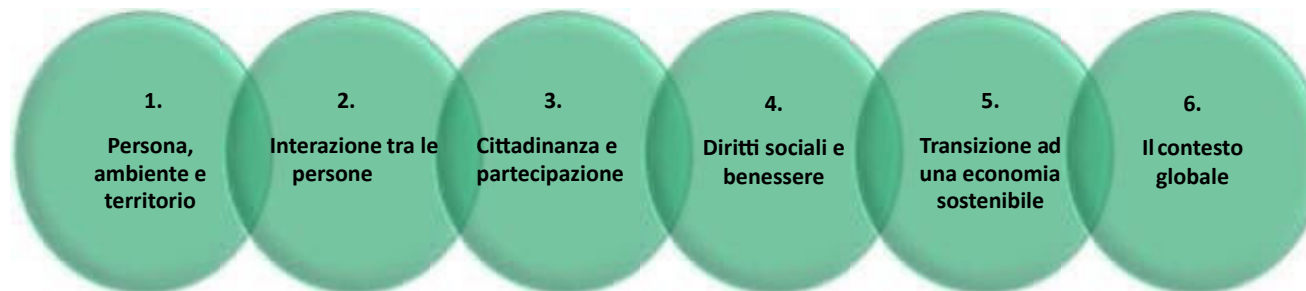 1.
Persona,
ambiente e
territorio
2.
Interazione tra le
persone
3.
Cittadinanza e
partecipazione
4.
Diritti sociali e
benessere
5.
Transizione ad
una economia
sostenibile
6.
Il contesto
globale